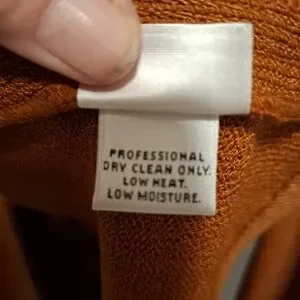 PROFESSIONAL
DRY CLEAN ONLY.
LOW HEAT.
LOW MOISTURE.